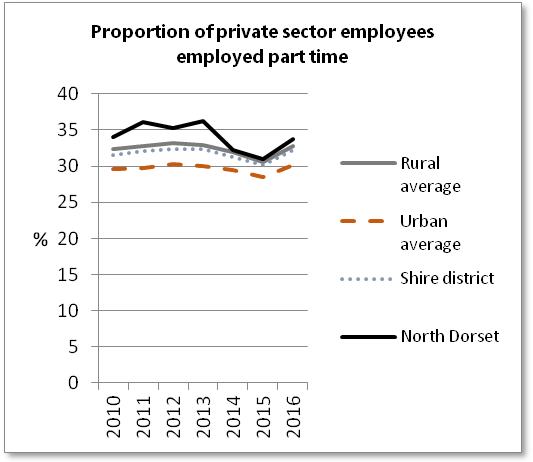 Proportion of private sector employees
employed part time
40
35
30
25
20
15
10
5
0
%
2010
2011
2012
2013
2014
2015
2016
Rural
average
Urban
average
Shire district
North Dorset